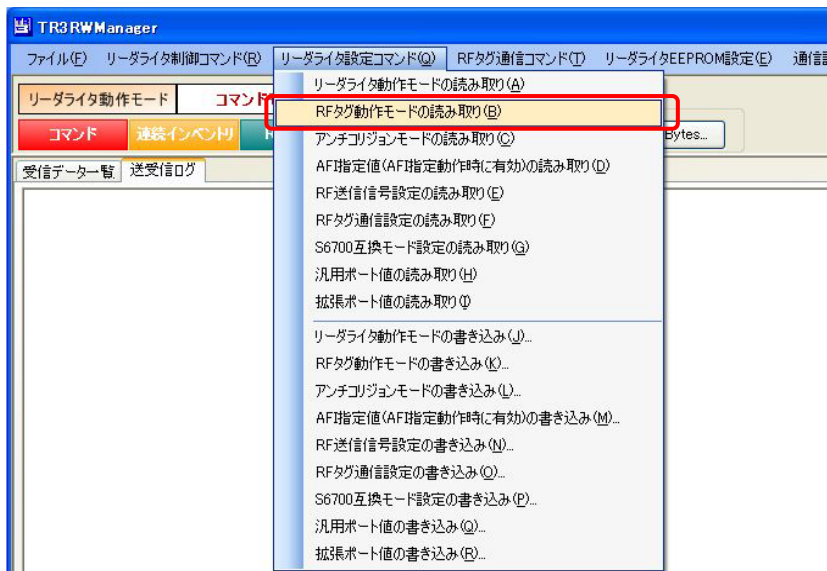 TR3RWManager
ファイル(F) リーダライタ制御コマンド(R) リーダライタ設定コマンド(Q) RFタグ通信コマンド(T) リーダライタEEPROM設定(E)
リーダライタ動作モード コマンド
コマンド 連続インベントリ
Bytes...
受信データ一覧 送受信ログ
リーダライタ動作モードの読み取り(A)
RFタグ動作モードの読み取り(B)
アンチコリジョンモードの読み取り(C)
AFI指定値(AFI指定動作時に有効)の読み取り(D)
RF送信信号設定の読み取り(E)
RFタグ通信設定の読み取り(F)
S6700互換モード設定の読み取り(G)
汎用ポート値の読み取り(H)
拡張ポート値の読み取り(I)
リーダライタ動作モードの書き込み(J)...
RFタグ動作モードの書き込み(K)...
アンチコリジョンモードの書き込み(L)...
AFI指定値(AFI指定動作時に有効)の書き込み(M)...
RF送信信号設定の書き込み(N)...
RFタグ通信設定の書き込み(O)...
S6700互換モード設定の書き込み(P)...
汎用ポート値の書き込み(Q)...
拡張ポート値の書き込み(R)...